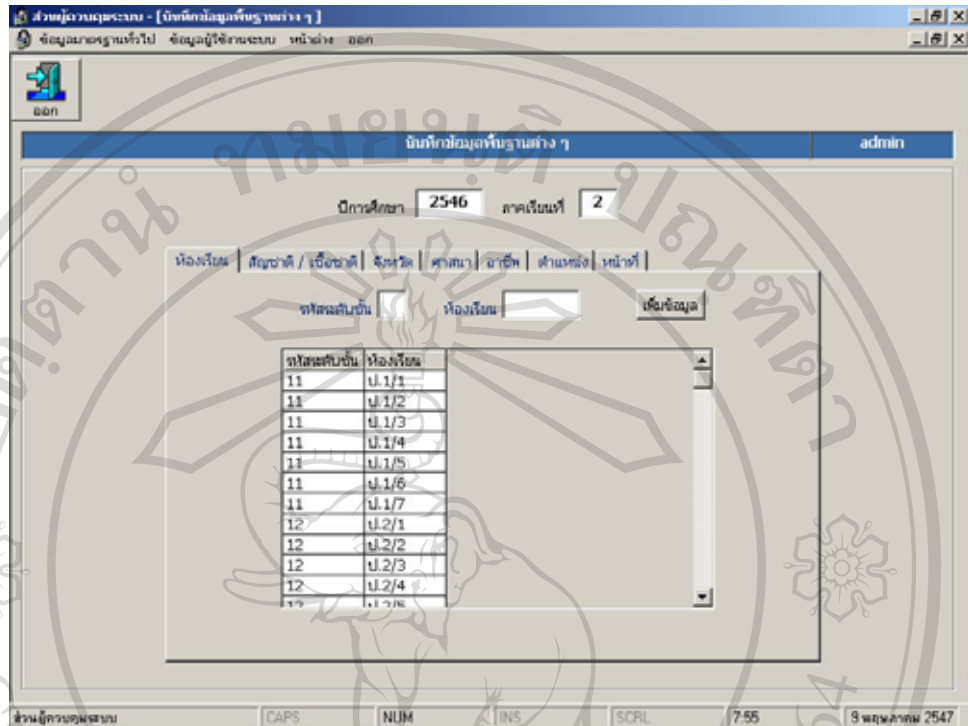 ส่วนผู้ควบคุมระบบ - [บันทึกข้อมูลพื้นฐานต่าง ๆ ]
ข้อมูลมาตรฐานทั่วไป ข้อมูลผู้ใช้งานระบบ หน้าต่าง ออก
ออก
บันทึกข้อมูลพื้นฐานต่าง ๆ admin
ปีการศึกษา 2546 ภาคเรียนที่ 2
ห้องเรียน สัญชาติ / เชื้อชาติ จังหวัด ศาสนา อาชีพ ตำแหน่ง หน้าที่
รหัสระดับชั้น ห้องเรียน เพิ่มข้อมูล
รหัสระดับชั้น ห้องเรียน
11 ป.1/1
11 ป.1/2
11 ป.1/3
11 ป.1/4
11 ป.1/5
11 ป.1/6
11 ป.1/7
12 ป.2/1
12 ป.2/2
12 ป.2/3
12 ป.2/4
12 ป.2/5
ส่วนผู้ควบคุมระบบ CAPS NUM INS SCRL 7:55 9 พฤษภาคม 2547